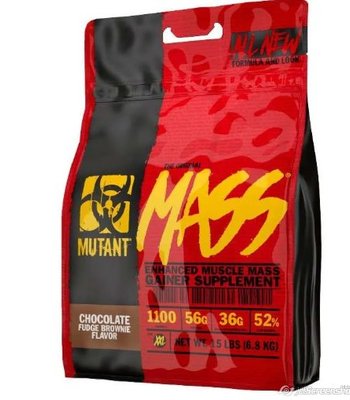 ALL NEW
FORMULA AND LOOK
THE ORIGINAL
MASS
MUTANT
ENHANCED MUSCLE MASS
GAINER SUPPLEMENT
1100 56G 36G 52%
CHOCOLATE
FUDGE BROWNIE
FLAVOR
XXL
NET WT. 15 LBS (6.8 KG)